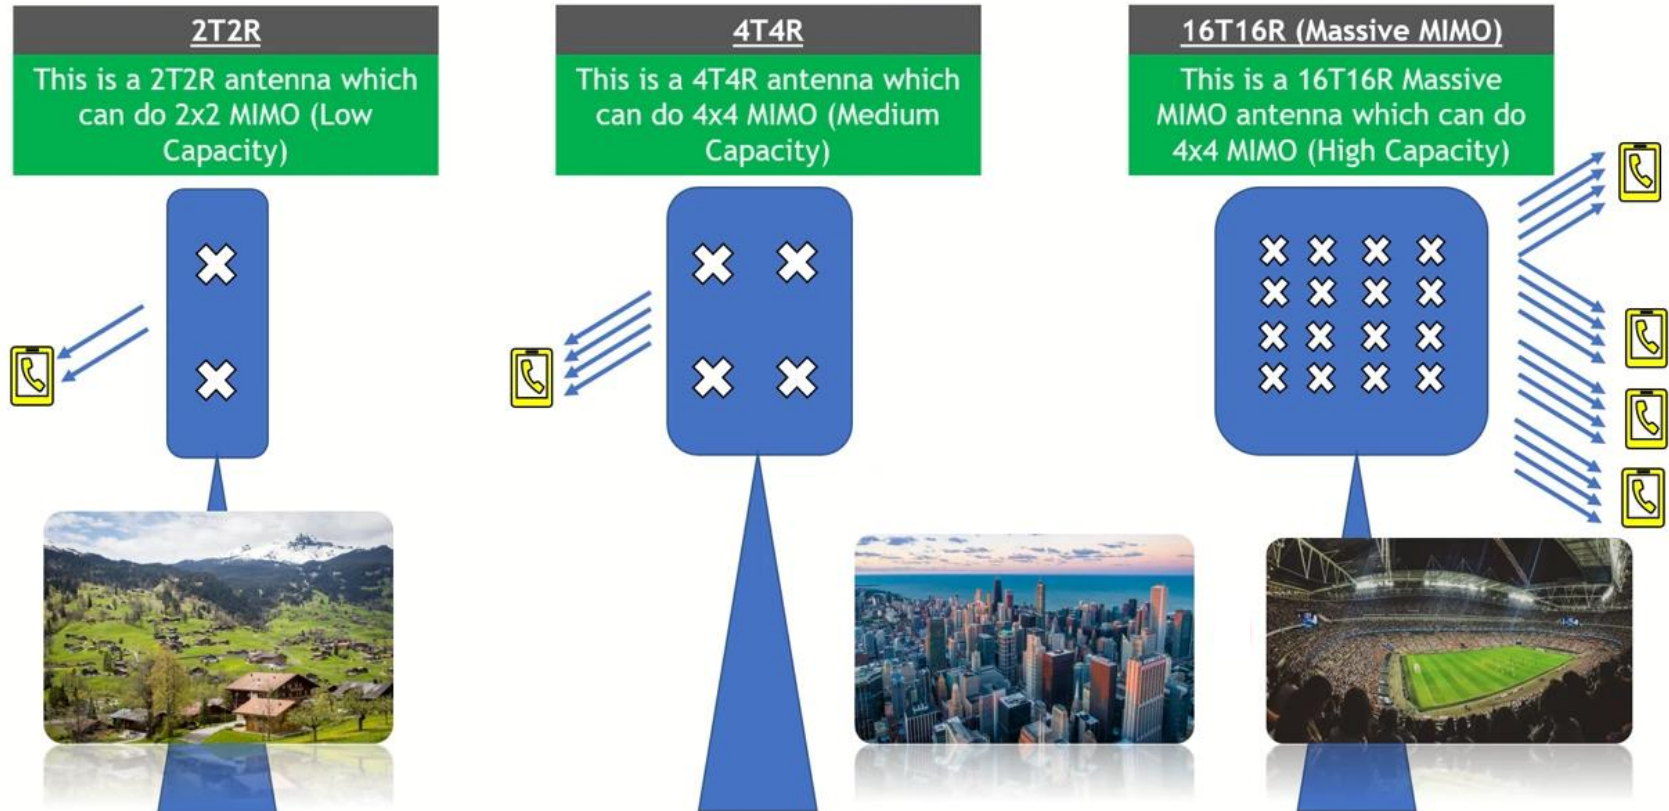 2T2R
This is a 2T2R antenna which
can do 2x2 MIMO (Low
Capacity)
4T4R
This is a 4T4R antenna which
can do 4x4 MIMO (Medium
Capacity)
16T16R (Massive MIMO)
This is a 16T16R Massive
MIMO antenna which can do
4x4 MIMO (High Capacity)